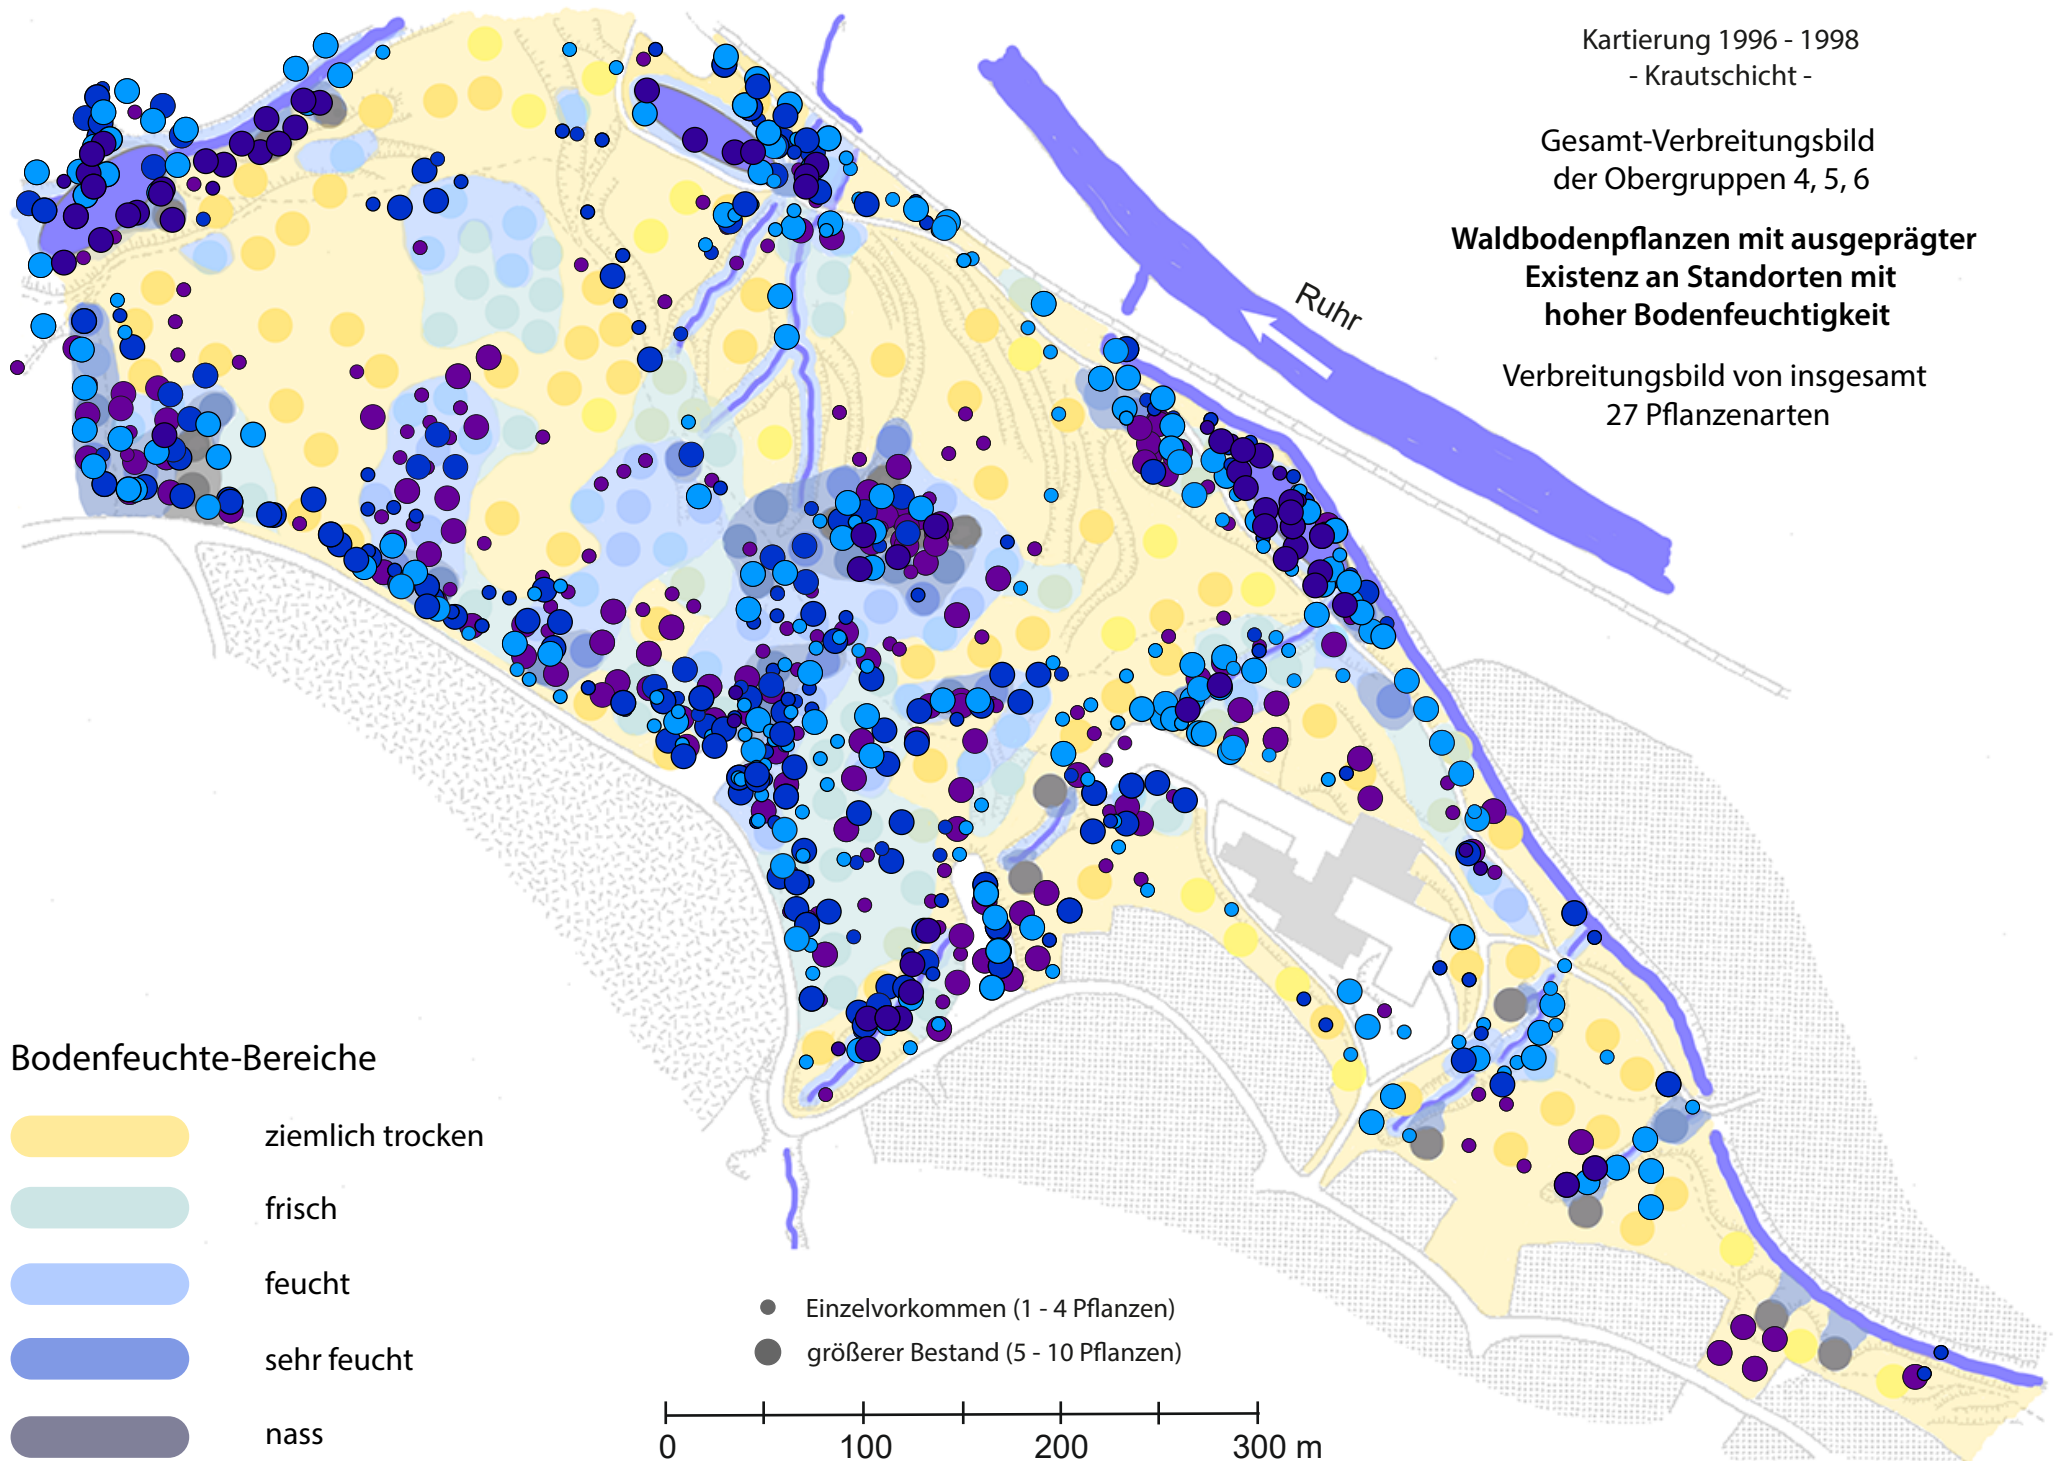 Kartierung 1996 - 1998
- Krautschicht -
Gesamt-Verbreitungsbild
der Obergruppen 4, 5, 6
Waldbodenpflanzen mit ausgeprägter
Existenz an Standorten mit
hoher Bodenfeuchtigkeit
Verbreitungsbild von insgesamt
27 Pflanzenarten
Ruhr
Bodenfeuchte-Bereiche
ziemlich trocken
frisch
feucht
sehr feucht
nass
Einzelvorkommen (1 - 4 Pflanzen)
größerer Bestand (5 - 10 Pflanzen)
0 100 200 300 m